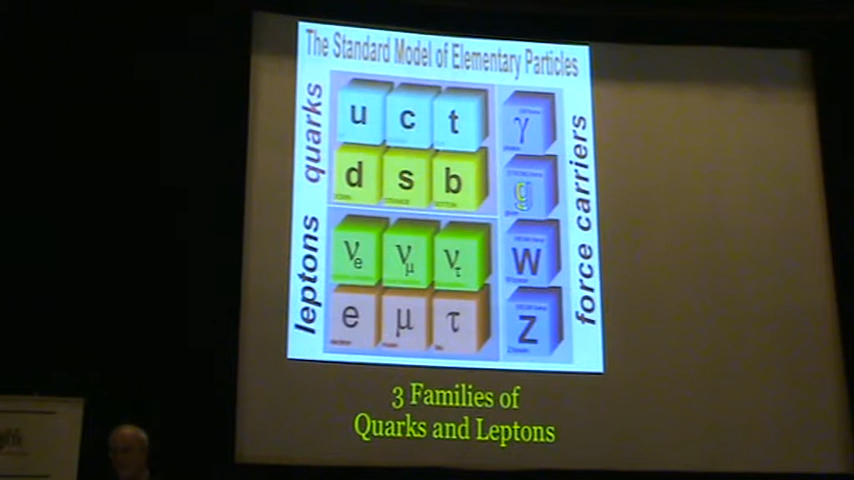 The Standard Model of Elementary Particles
quarks
u c t
d s b
leptons
νe νμ ντ
e μ τ
force carriers
γ
g
W
Z
3 Families of
Quarks and Leptons